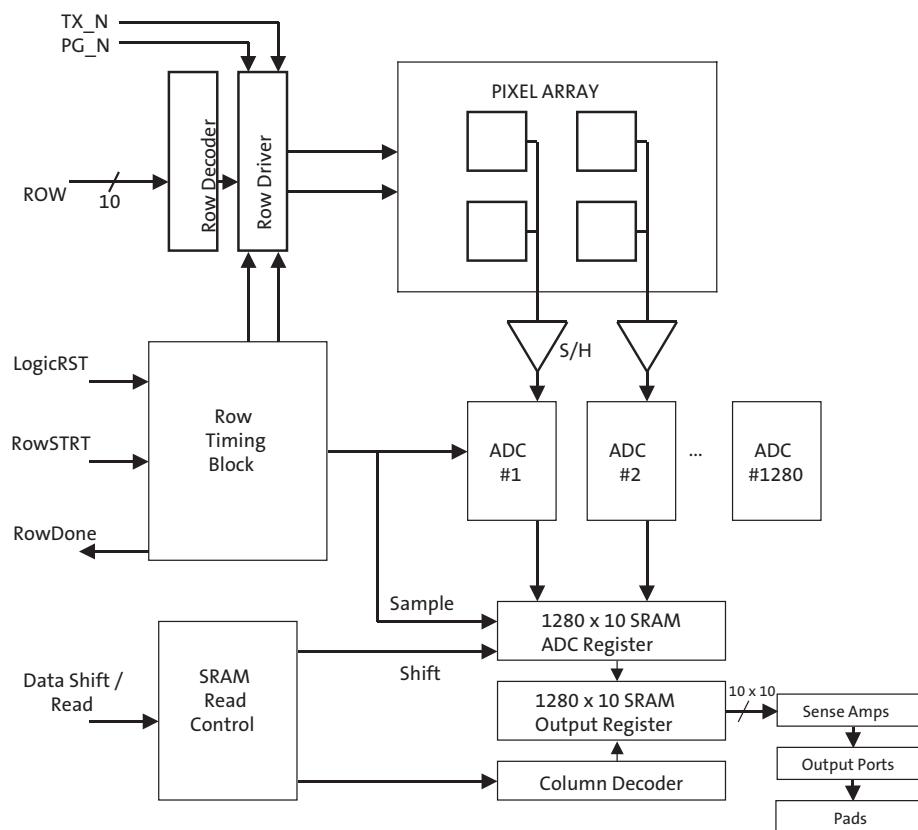 TX_N
PG_N
PIXEL ARRAY
Row Decoder
Row Driver
ROW
10
S/H
LogicRST
Row
Timing
Block
RowSTRT
RowDone
ADC
#1
ADC
#2
...
ADC
#1280
Sample
1280 x 10 SRAM
ADC Register
Shift
Data Shift /
Read
SRAM
Read
Control
1280 x 10 SRAM
Output Register
10 x 10
Sense Amps
Column Decoder
Output Ports
Pads